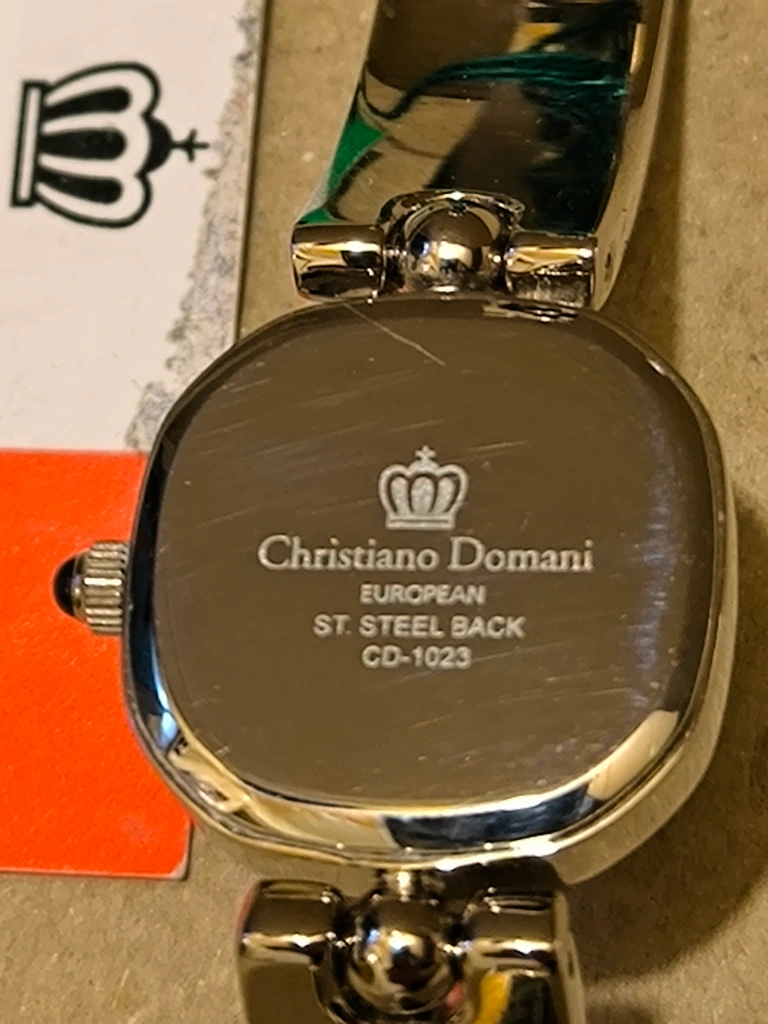 Christiano Domani
EUROPEAN
ST. STEEL BACK
CD-1023